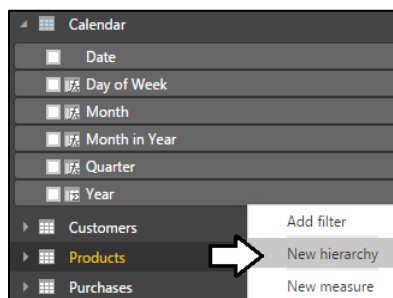 Calendar
Date
Day of Week
Month
Month in Year
Quarter
Year
Customers
Add filter
Products
New hierarchy
Purchases
New measure